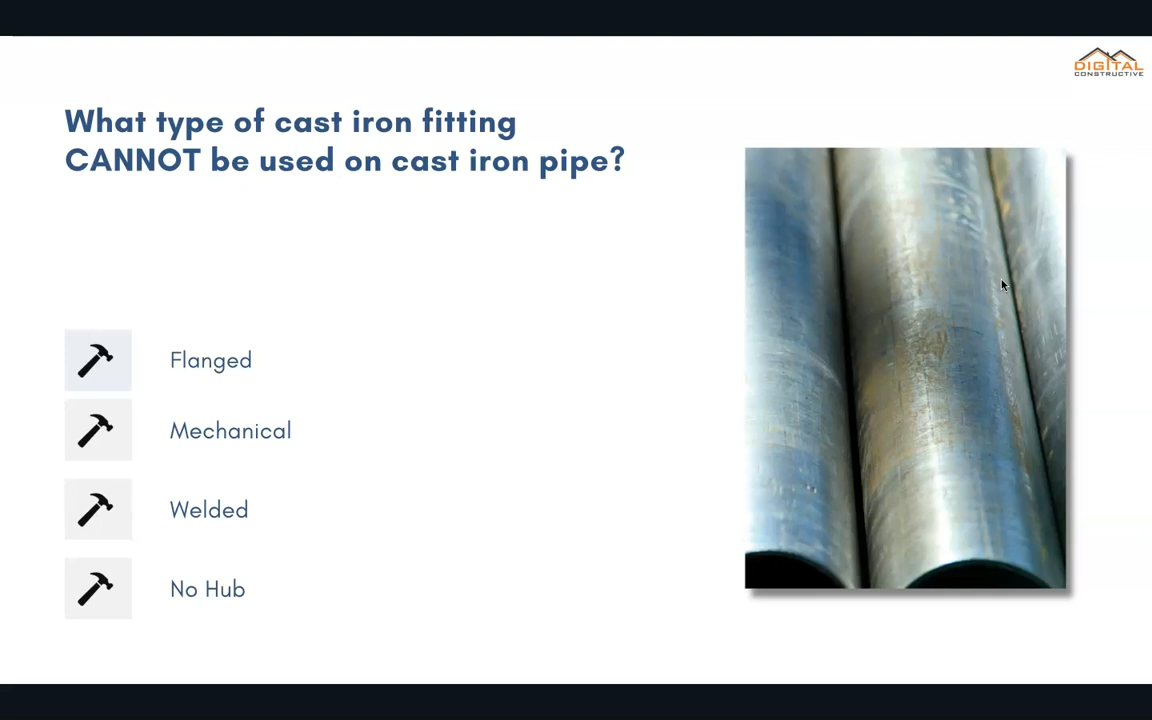 DIGITAL
CONSTRUCTIVE
What type of cast iron fitting
CANNOT be used on cast iron pipe?
Flanged
Mechanical
Welded
No Hub